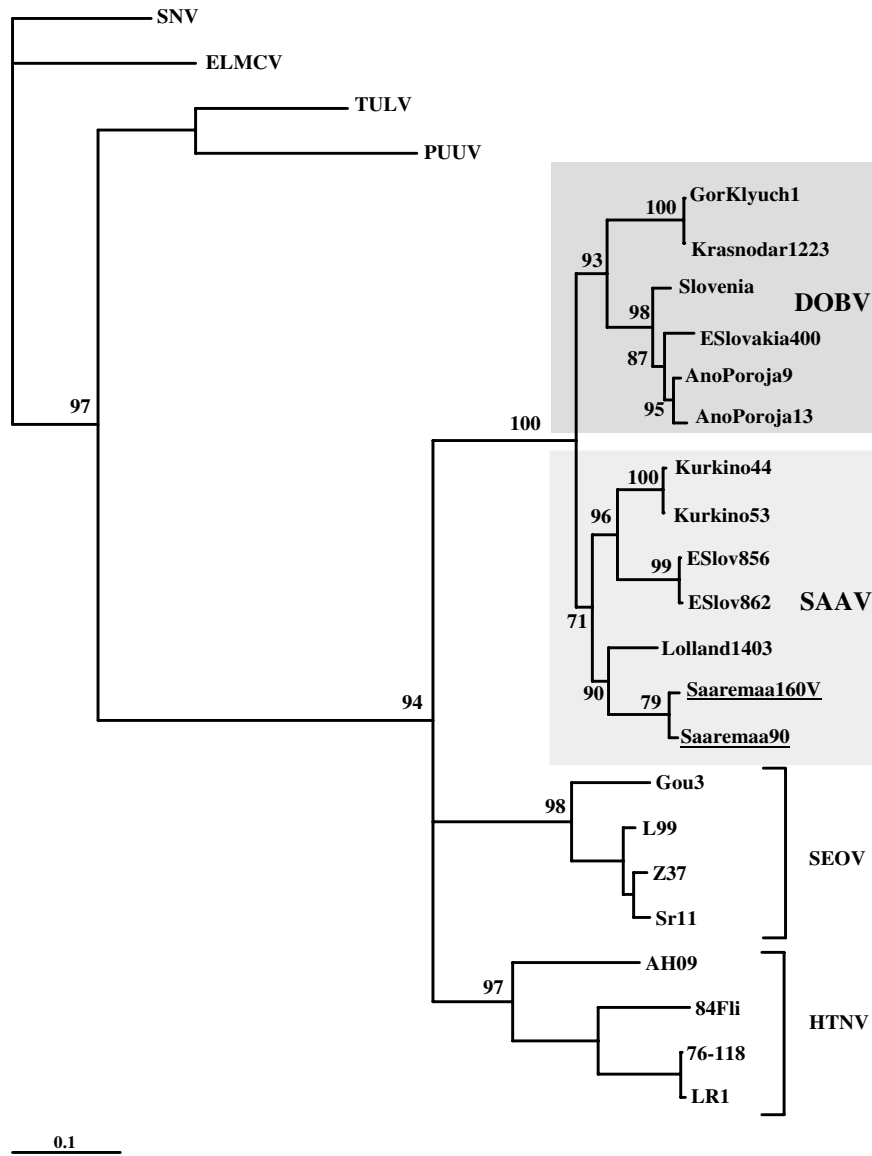 SNV
ELMCV
TULV
PUUV
GorKlyuch1
100
Krasnodar1223
93
Slovenia
DOBV
98
ESlovakia400
87
AnoPoroja9
95
AnoPoroja13
97
100
Kurkino44
100
Kurkino53
96
ESlov856
99
ESlov862
SAAV
71
Lolland1403
90
79
Saaremaa160V
Saaremaa90
94
Gou3
98
L99
SEOV
Z37
Sr11
AH09
97
84Fli
HTNV
76-118
LR1
0.1